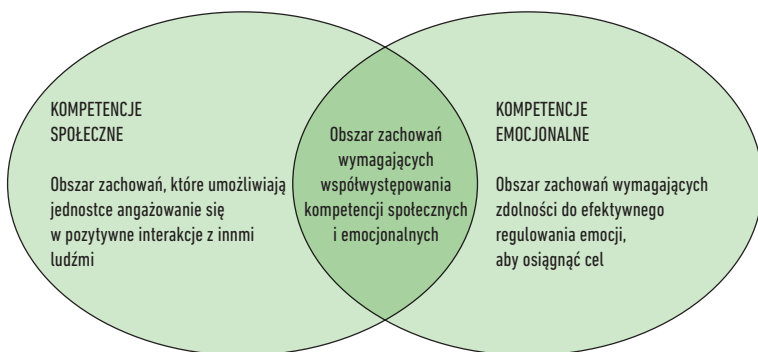 KOMPETENCJE
SPOŁECZNE
Obszar zachowań, które umożliwiają
jednostce angażowanie się
w pozytywne interakcje z innmi
ludźmi
Obszar zachowań
wymagających
współwystępowania
kompetencji społecznych
i emocjonalnych
KOMPETENCJE
EMOCJONALNE
Obszar zachowań wymagających
zdolności do efektywnego
regulowania emocji,
aby osiągnąć cel